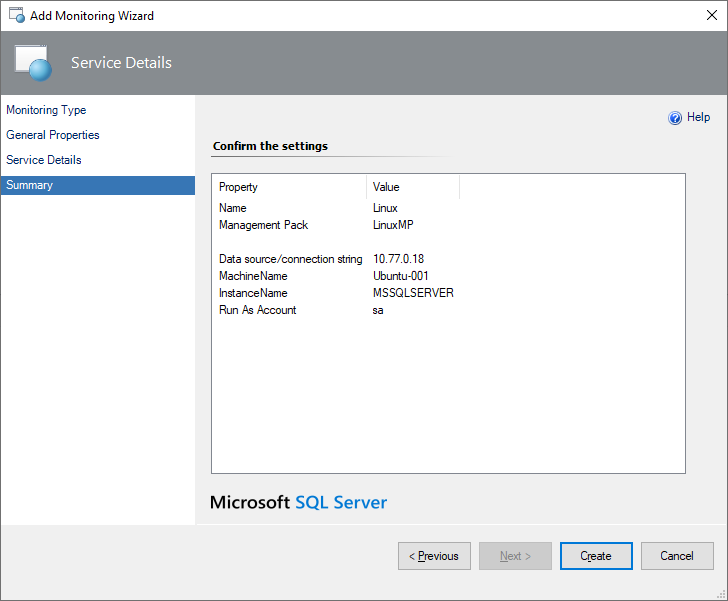 Add Monitoring Wizard
Service Details
Monitoring Type
General Properties
Service Details
Summary
Help
Confirm the settings
Property Value
Name Linux
Management Pack LinuxMP
Data source/connection string 10.77.0.18
MachineName Ubuntu-001
InstanceName MSSQLSERVER
Run As Account sa
Microsoft SQL Server
< Previous Next > Create Cancel